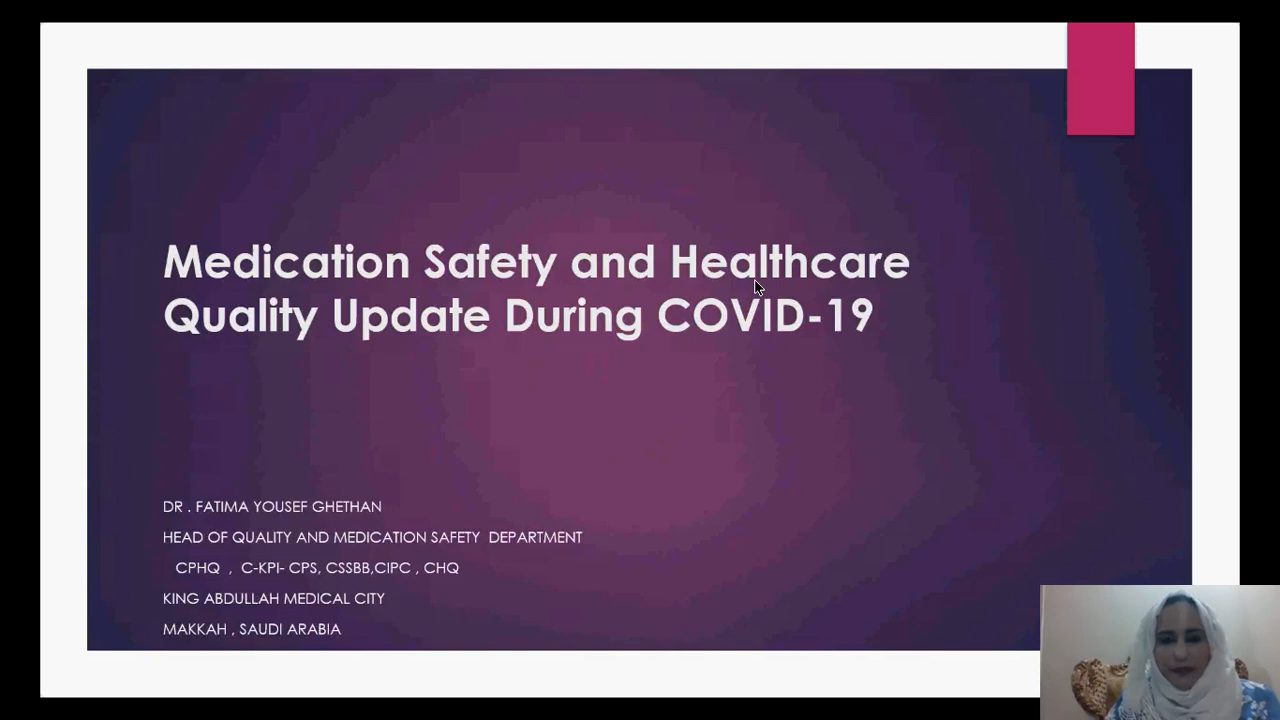 Medication Safety and Healthcare
Quality Update During COVID-19
DR . FATIMA YOUSEF GHETHAN
HEAD OF QUALITY AND MEDICATION SAFETY  DEPARTMENT
CPHQ  ,  C-KPI- CPS, CSSBB,CIPC , CHQ
KING ABDULLAH MEDICAL CITY
MAKKAH , SAUDI ARABIA